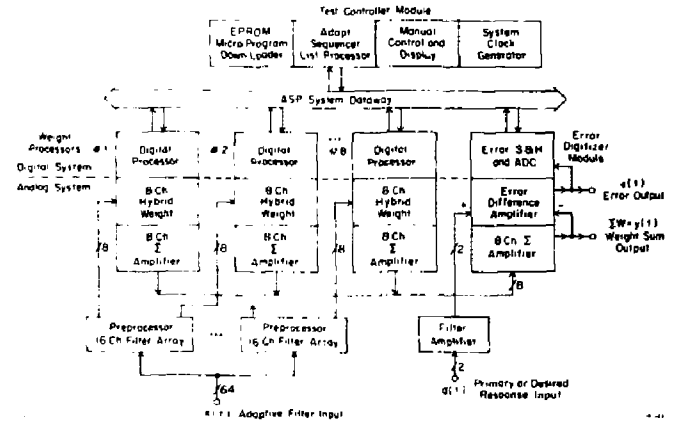 Test Controller Module
EPROM
Micro Program
Down Loader
Adapt
Sequencer
List Processor
Manual
Control and
Display
System
Clock
Generator
ASP System Dataway
Weight
Processors
#1
#2
...
#8
Digital System
Analog System
Digital
Processor
8 Ch
Hybrid
Weight
8 Ch
Σ
Amplifier
Digital
Processor
8 Ch
Hybrid
Weight
8 Ch
Σ
Amplifier
Digital
Processor
8 Ch
Hybrid
Weight
8 Ch
Σ
Amplifier
Error S&H
and ADC
Error
Difference
Amplifier
8 Ch Σ
Amplifier
Error
Digitizer
Module
Error Output
ΣW=y(t)
Weight Sum
Output
+
-
8
8
8
2
8
Preprocessor
16 Ch Filter Array
...
Preprocessor
16 Ch Filter Array
Filter
Amplifier
64
2
Adaptive Filter Input
d(t)
Primary or Desired
Response Input